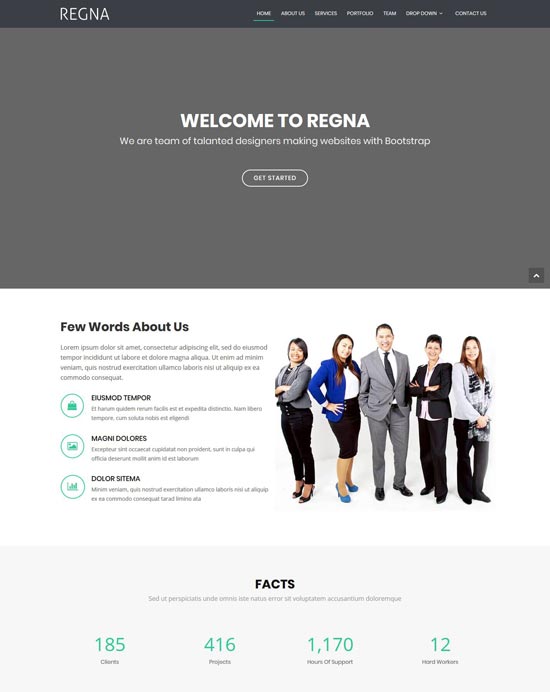 REGNA
HOME ABOUT US SERVICES PORTFOLIO TEAM DROP DOWN CONTACT US
WELCOME TO REGNA
We are team of talanted designers making websites with Bootstrap
GET STARTED
Few Words About Us
Lorem ipsum dolor sit amet, consectetur adipiscing elit, sed do eiusmod
tempor incididunt ut labore et dolore magna aliqua. Ut enim ad minim
veniam, quis nostrud exercitation ullamco laboris nisi ut aliquip ex ea
commodo consequat.
EIUSMOD TEMPOR
Et harum quidem rerum facilis est et expedita distinctio. Nam libero
tempore, cum soluta nobis est eligendi
MAGNI DOLORES
Excepteur sint occaecat cupidatat non proident, sunt in culpa qui
officia deserunt mollit anim id est laborum
DOLOR SITEMA
Minim veniam, quis nostrud exercitation ullamco laboris nisi ut aliquip
ex ea commodo consequat tarad limino ata
FACTS
Sed ut perspiciatis unde omnis iste natus error sit voluptatem accusantium doloremque
185 416 1,170 12
Clients Projects Hours Of Support Hard Workers